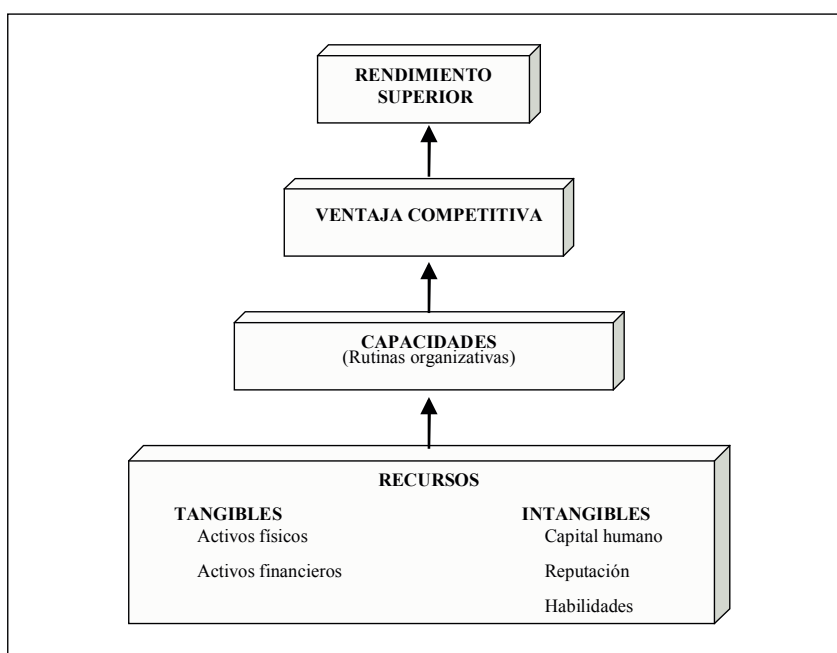 RENDIMIENTO
SUPERIOR
VENTAJA COMPETITIVA
CAPACIDADES
(Rutinas organizativas)
RECURSOS
TANGIBLES
Activos físicos
Activos financieros
INTANGIBLES
Capital humano
Reputación
Habilidades